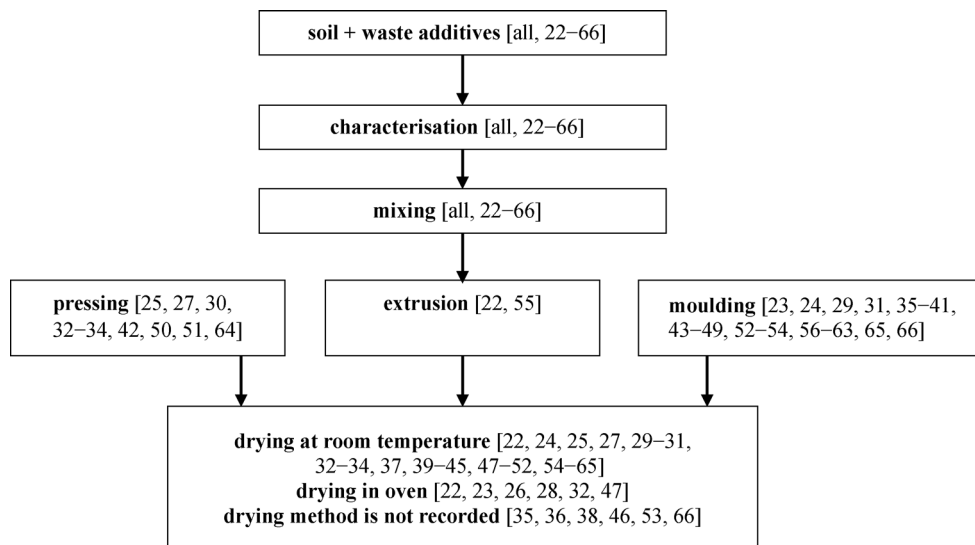 soil + waste additives [all, 22−66]
characterisation [all, 22−66]
mixing [all, 22−66]
pressing [25, 27, 30,
32−34, 42, 50, 51, 64]
extrusion [22, 55]
moulding [23, 24, 29, 31, 35−41,
43−49, 52−54, 56−63, 65, 66]
drying at room temperature [22, 24, 25, 27, 29−31,
32−34, 37, 39−45, 47−52, 54−65]
drying in oven [22, 23, 26, 28, 32, 47]
drying method is not recorded [35, 36, 38, 46, 53, 66]